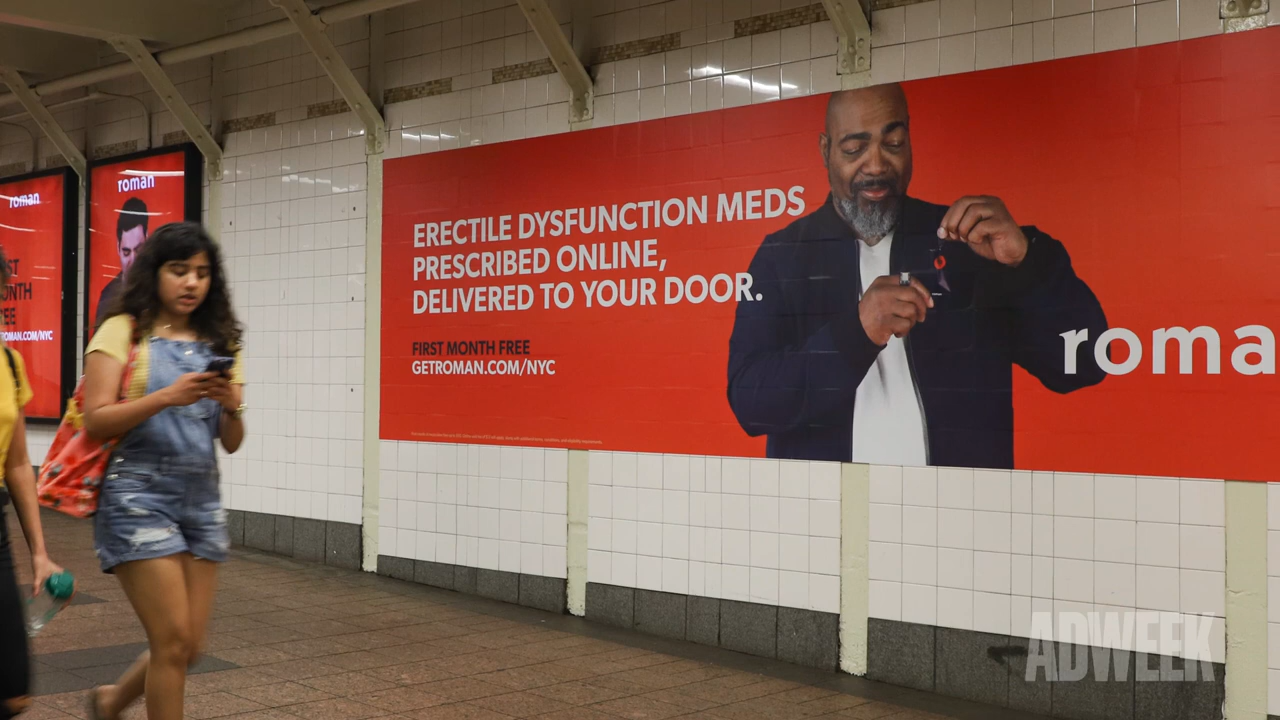 roman
roman
ROMAN.COM/NYC
ERECTILE DYSFUNCTION MEDS
PRESCRIBED ONLINE,
DELIVERED TO YOUR DOOR.
FIRST MONTH FREE
GETROMAN.COM/NYC
roma
ADWEEK